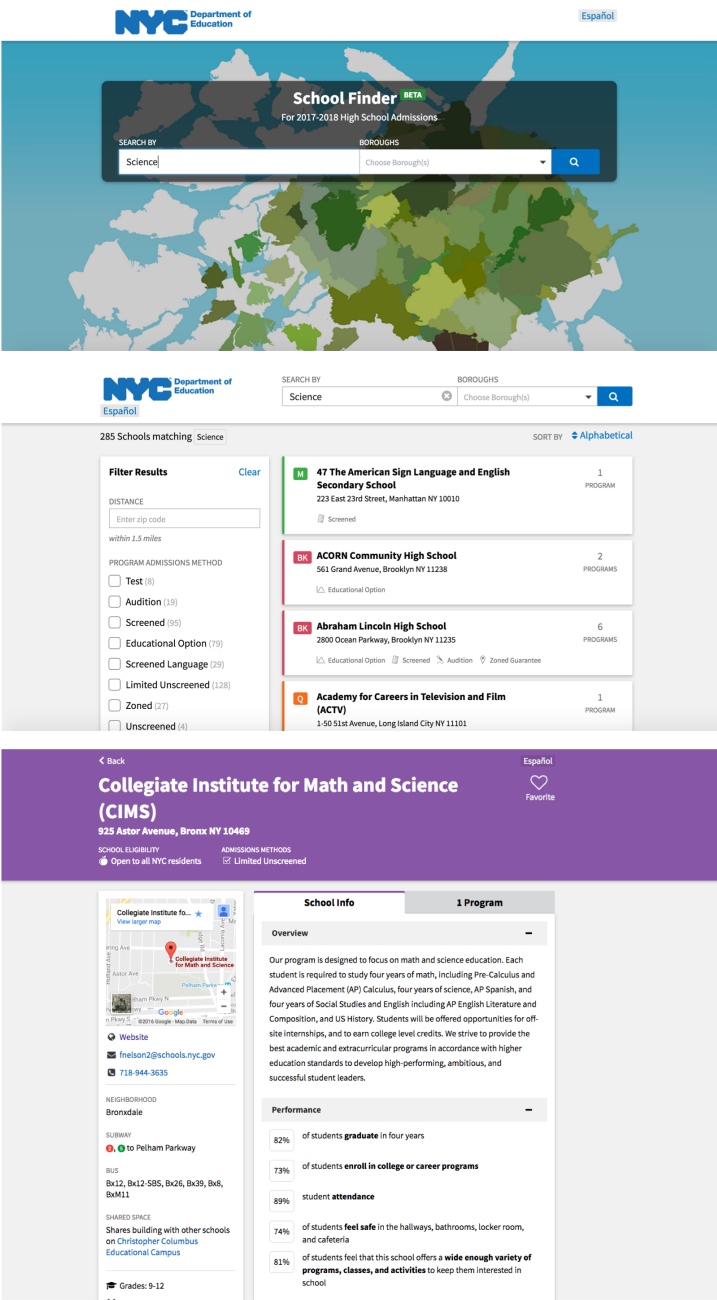 NYC Department of
Education
Español
School Finder BETA
For 2017-2018 High School Admissions
SEARCH BY
BOROUGHS
Science
Choose Borough(s)
NYC Department of
Education
Español
SEARCH BY
BOROUGHS
Science
Choose Borough(s)
285 Schools matching Science
SORT BY Alphabetical
Filter Results Clear
DISTANCE
Enter zip code
within 1.5 miles
PROGRAM ADMISSIONS METHOD
Test (8)
Audition (19)
Screened (95)
Educational Option (79)
Screened Language (29)
Limited Unscreened (128)
Zoned (27)
Unscreened (4)
M 47 The American Sign Language and English
Secondary School
223 East 23rd Street, Manhattan NY 10010
Screened
1
PROGRAM
BK ACORN Community High School
561 Grand Avenue, Brooklyn NY 11238
Educational Option
2
PROGRAMS
BK Abraham Lincoln High School
2800 Ocean Parkway, Brooklyn NY 11235
Educational Option Screened Audition Zoned Guarantee
6
PROGRAMS
Q Academy for Careers in Television and Film
(ACTV)
1-50 51st Avenue, Long Island City NY 11101
1
PROGRAM
Back
Español
Collegiate Institute for Math and Science
(CIMS)
Favorite
925 Astor Avenue, Bronx NY 10469
SCHOOL ELIGIBILITY
Open to all NYC residents
ADMISSIONS METHODS
Limited Unscreened
Collegiate Institute fo...
View larger map
Collegiate Institute
for Math and Science
Astor Ave
Pelham Parkway
Google
©2016 Google - Map Data Terms of Use
Website
fnelson2@schools.nyc.gov
718-944-3635
NEIGHBORHOOD
Bronxdale
SUBWAY
2, 5 to Pelham Parkway
BUS
Bx12, Bx12-SBS, Bx26, Bx39, Bx8,
BxM11
SHARED SPACE
Shares building with other schools
on Christopher Columbus
Educational Campus
Grades: 9-12
School Info 1 Program
Overview
Our program is designed to focus on math and science education. Each
student is required to study four years of math, including Pre-Calculus and
Advanced Placement (AP) Calculus, four years of science, AP Spanish, and
four years of Social Studies and English including AP English Literature and
Composition, and US History. Students will be offered opportunities for off-
site internships, and to earn college level credits. We strive to provide the
best academic and extracurricular programs in accordance with higher
education standards to develop high-performing, ambitious, and
successful student leaders.
Performance
82% of students graduate in four years
73% of students enroll in college or career programs
89% student attendance
74% of students feel safe in the hallways, bathrooms, locker room,
and cafeteria
81% of students feel that this school offers a wide enough variety of
programs, classes, and activities to keep them interested in
school